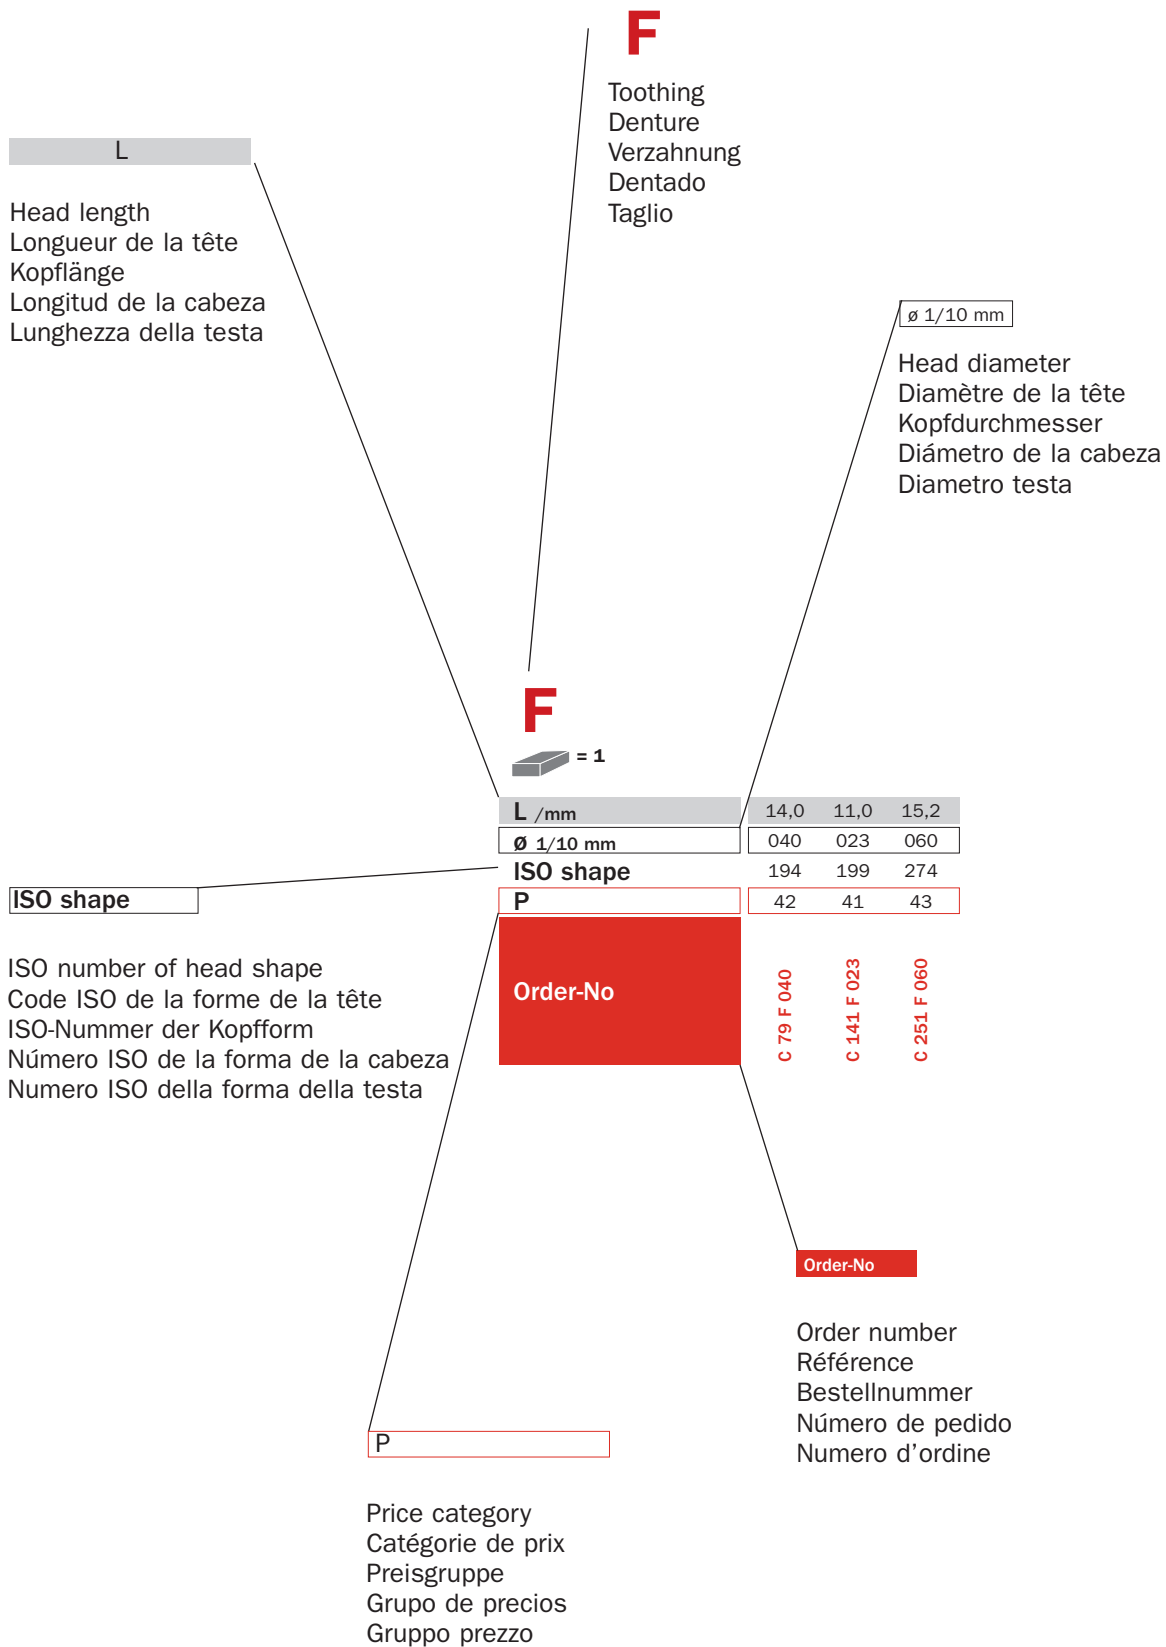 F
Toothing
Denture
Verzahnung
Dentado
Taglio
L
Head length
Longueur de la tête
Kopflänge
Longitud de la cabeza
Lunghezza della testa
ø 1/10 mm
Head diameter
Diamètre de la tête
Kopfdurchmesser
Diámetro de la cabeza
Diametro testa
F
= 1
L /mm 14,0 11,0 15,2
Ø 1/10 mm 040 023 060
ISO shape 194 199 274
P 42 41 43
Order-No C 79 F 040 C 141 F 023 C 251 F 060
ISO shape
ISO number of head shape
Code ISO de la forme de la tête
ISO-Nummer der Kopfform
Número ISO de la forma de la cabeza
Numero ISO della forma della testa
Order-No
Order number
Référence
Bestellnummer
Número de pedido
Numero d’ordine
P
Price category
Catégorie de prix
Preisgruppe
Grupo de precios
Gruppo prezzo